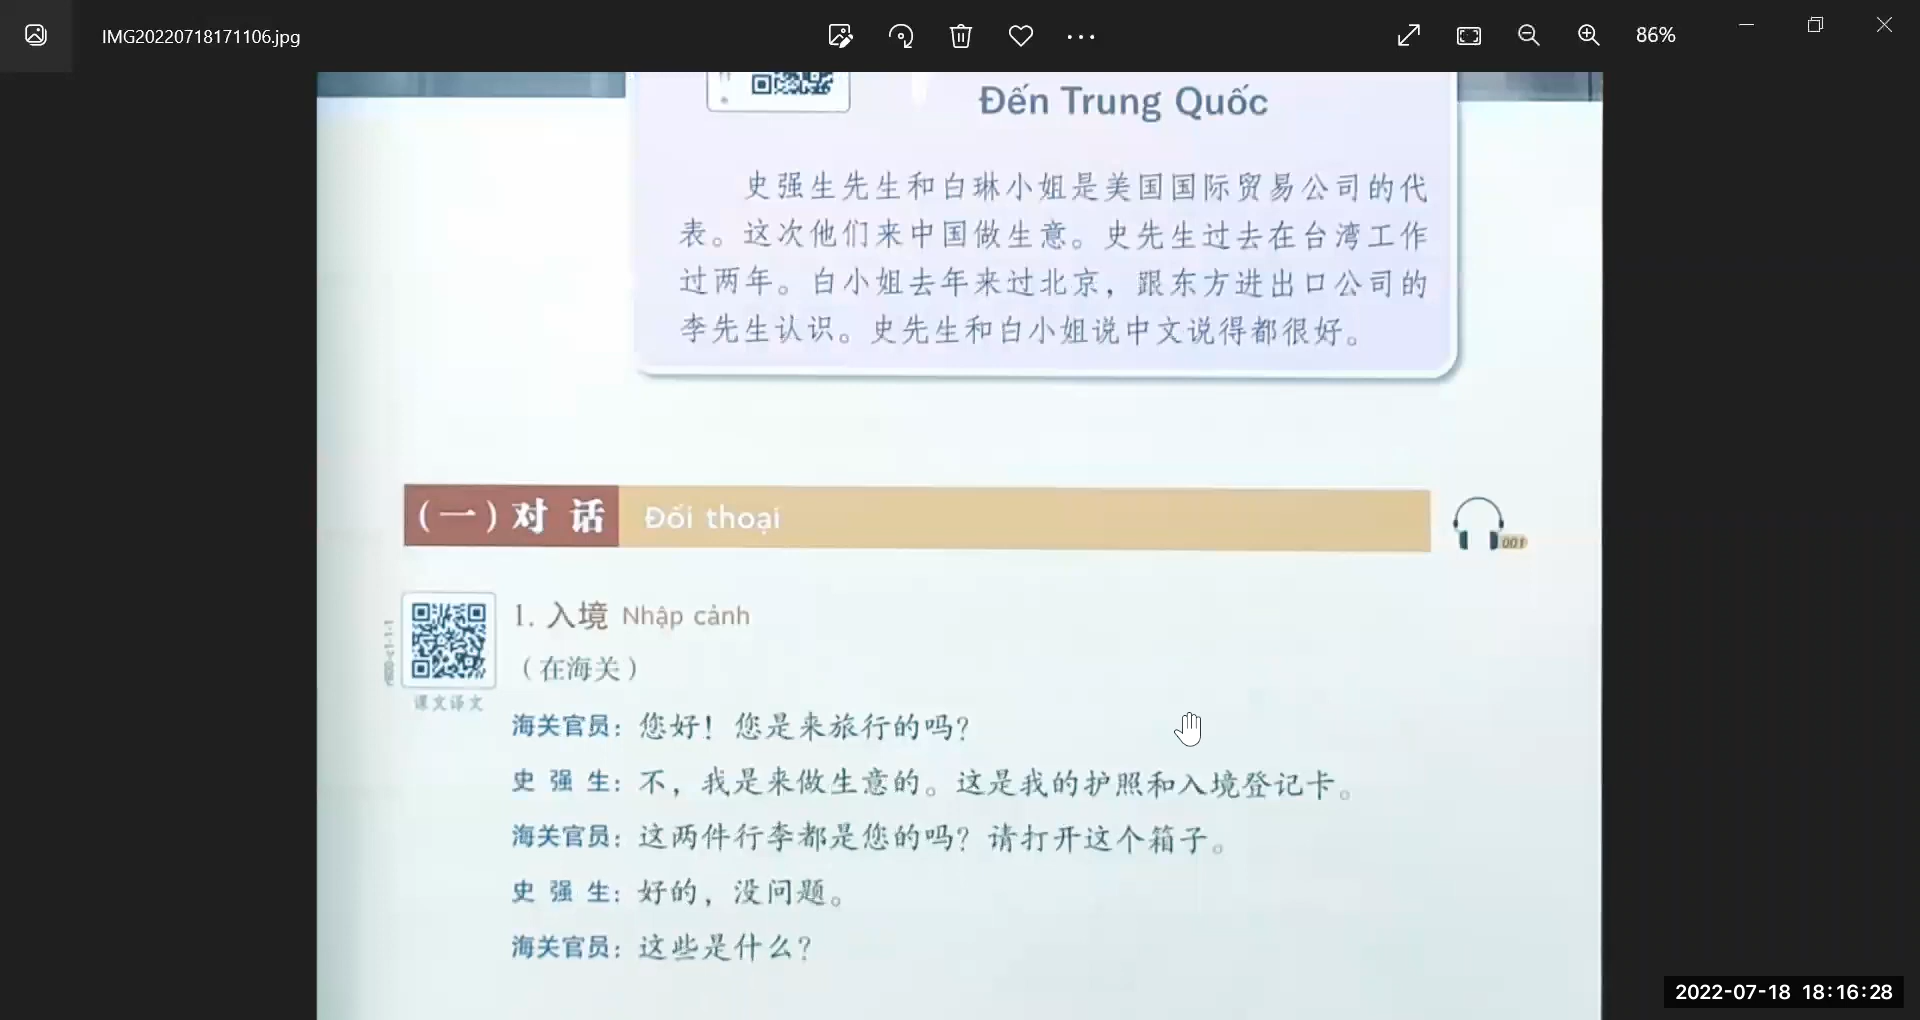 IMG20220718171106.jpg
86%
Đến Trung Quốc
史强生先生和白琳小姐是美国国际贸易公司的代
表。这次他们来中国做生意。史先生过去在台湾工作
过两年。白小姐去年来过北京，跟东方进出口公司的
李先生认识。史先生和白小姐说中文说得都很好。
(一)对 话 Đối thoại
001
1. 入境 Nhập cảnh
（在海关）
课文译文
海关官员：您好！您是来旅行的吗？
史 强 生：不，我是来做生意的。这是我的护照和入境登记卡。
海关官员：这两件行李都是您的吗？请打开这个箱子。
史 强 生：好的，没问题。
海关官员：这些是什么？
2022-07-18 18:16:28